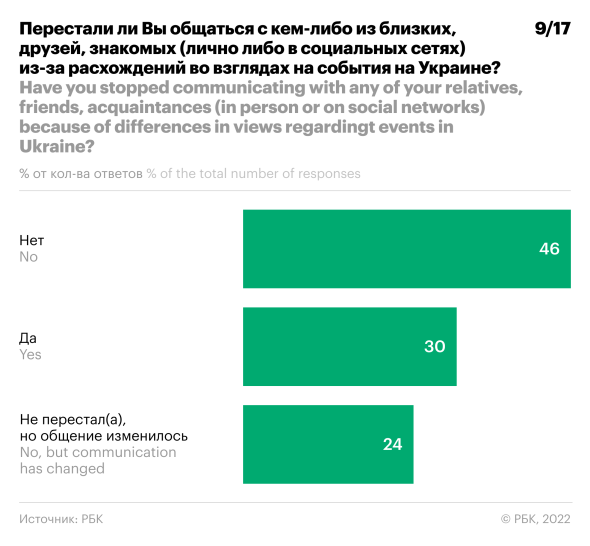 Перестали ли Вы общаться с кем-либо из близких,
9/17
друзей, знакомых (лично либо в социальных сетях)
из-за расхождений во взглядах на события на Украине?
Have you stopped communicating with any of your relatives,
friends, acquaintances (in person or on social networks)
because of differences in views regardingt events in
Ukraine?
% от кол-ва ответов % of the total number of responses
Нет
No
46
Да
Yes
30
Не перестал(а),
но общение изменилось
No, but communication
has changed
24
Источник: РБК
© РБК, 2022